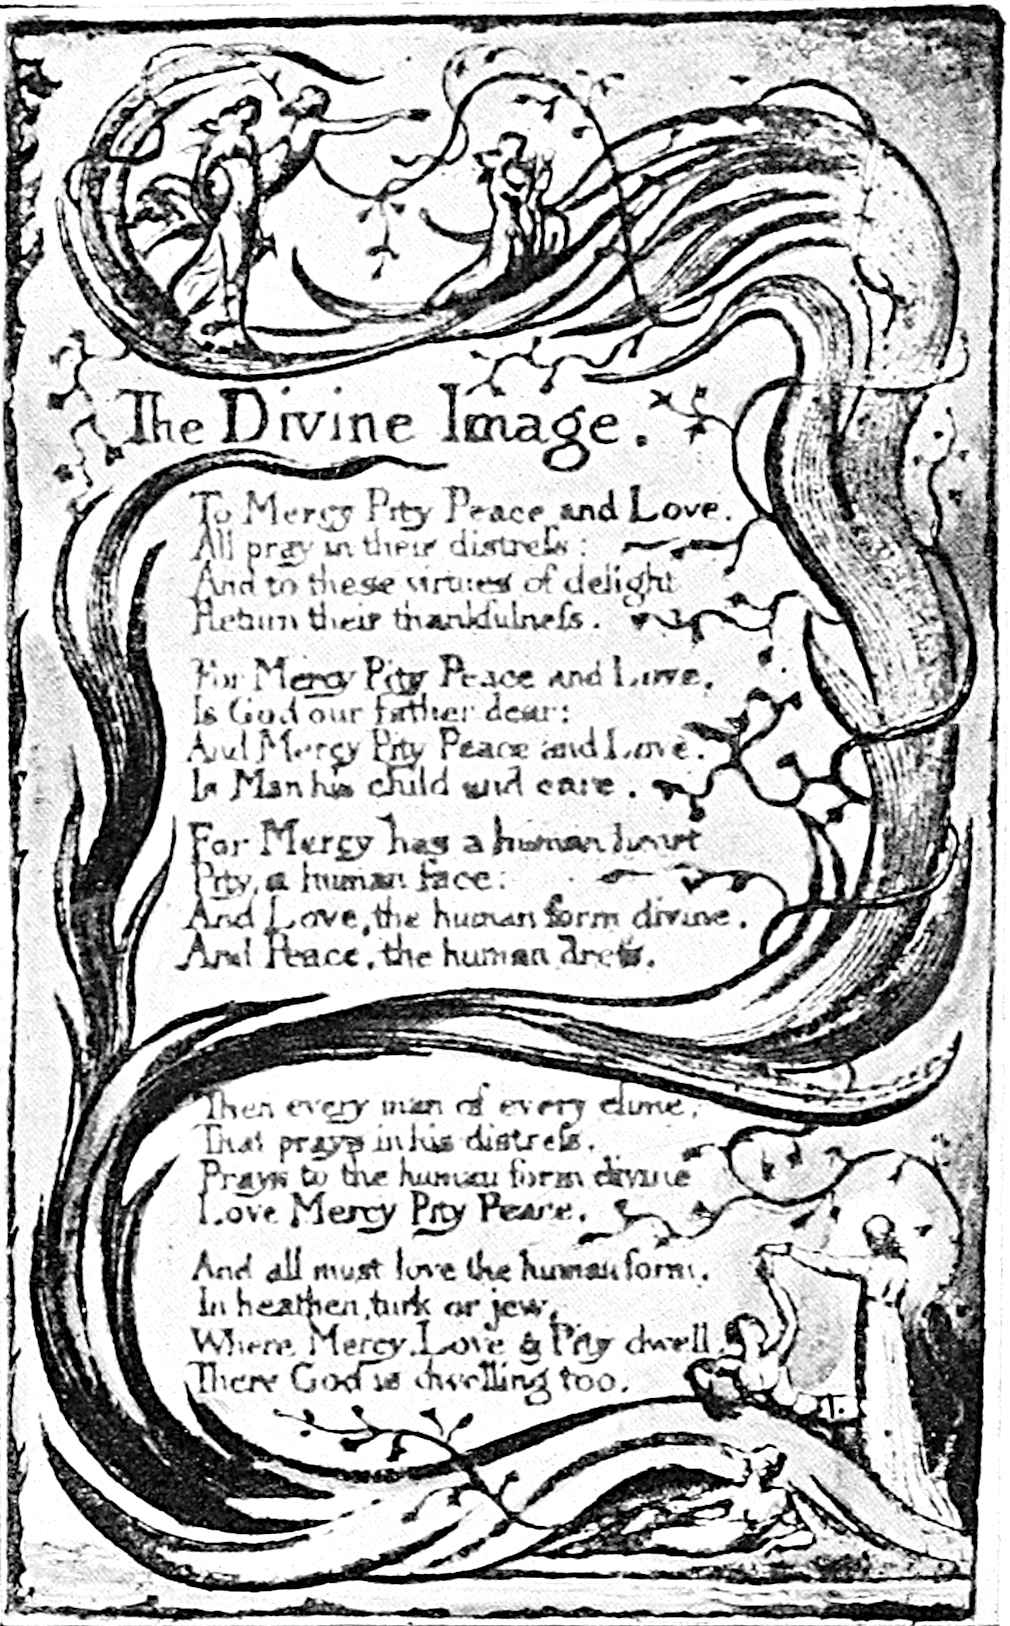 The Divine Image.
To Mercy Pity Peace and Love.
All pray in their distreſs:
And to these virtues of delight
Return their thankfulneſs.
For Mercy Pity Peace and Love,
Is God our father dear:
And Mercy Pity Peace and Love,
Is Man his child and care.
For Mercy has a human heart
Pity, a human face:
And Love, the human form divine.
And Peace, the human dreſs.
Then every man of every clime,
That prays in his distreſs,
Prays to the human form divine
Love Mercy Pity Peace.
And all must love the human form,
In heathen, turk or jew.
Where Mercy, Love & Pity dwell
There God is dwelling too.